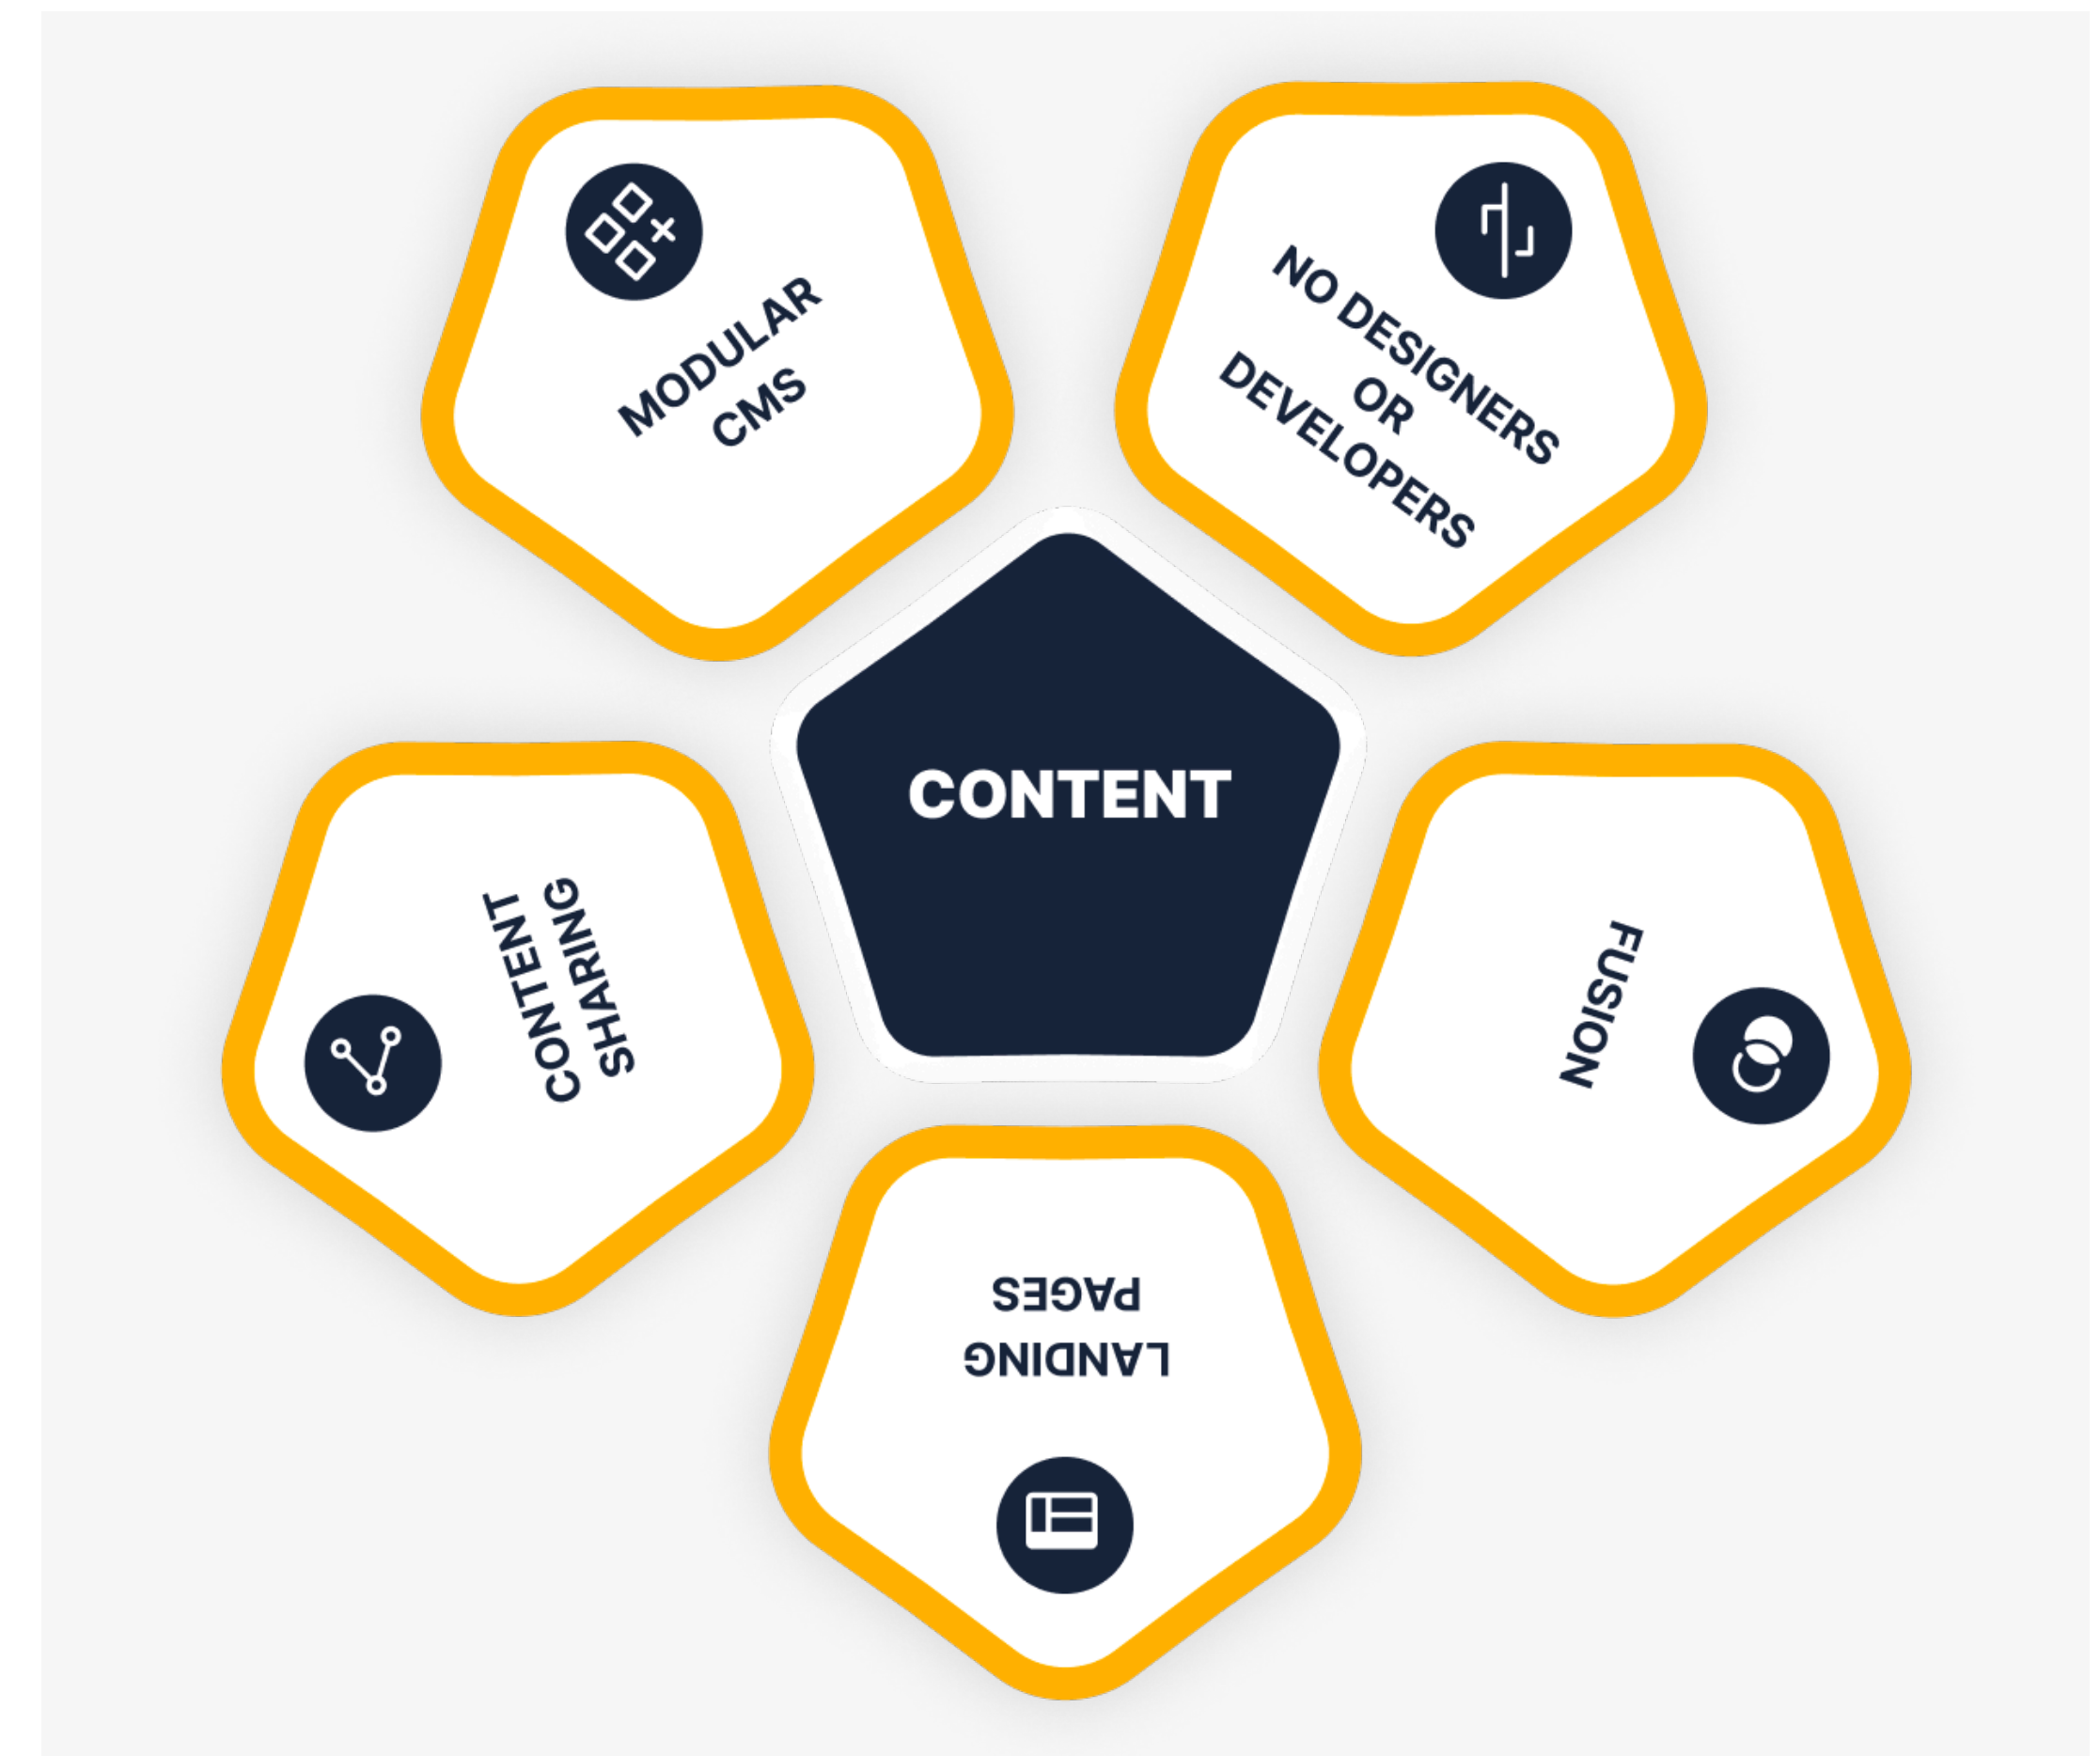 MODULAR
CMS
NO DESIGNERS
OR
DEVELOPERS
CONTENT
CONTENT
SHARING
FUSION
LANDING
PAGES